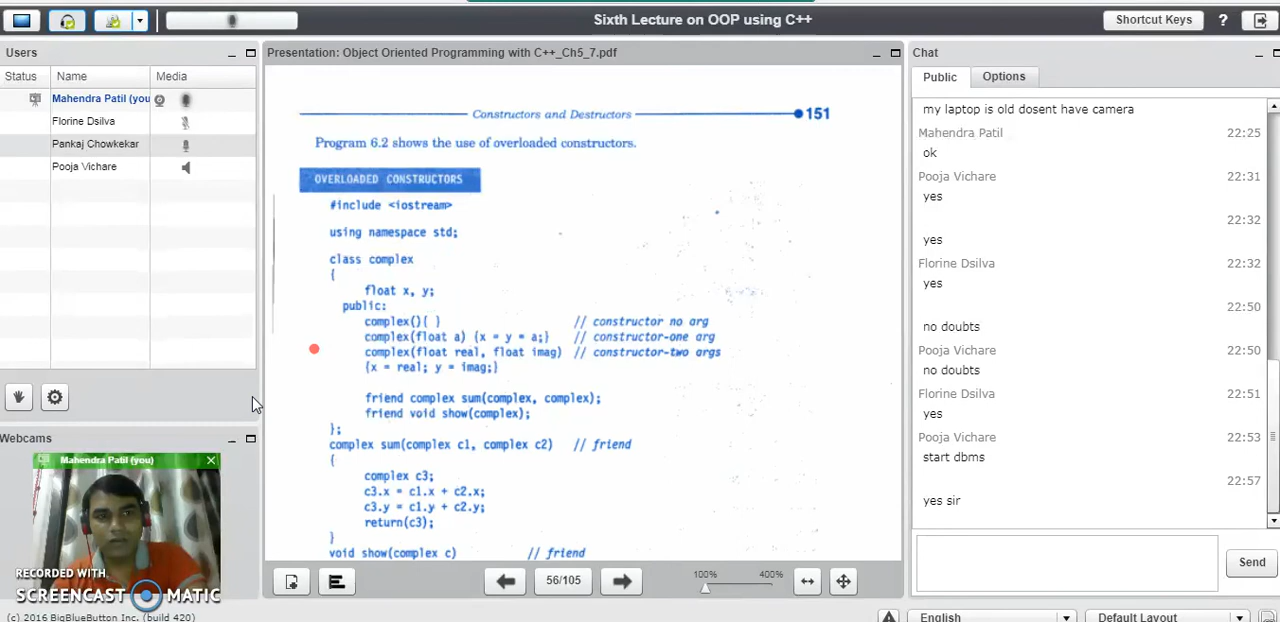 Sixth Lecture on OOP using C++
Shortcut Keys
?
Users
Status Name Media
Mahendra Patil (you)
Florine Dsilva
Pankaj Chowkekar
Pooja Vichare
Webcams
Mahendra Patil (you)
RECORDED WITH
SCREENCAST MATIC
(c) 2016 BigBlueButton Inc. (build 420)
Presentation: Object Oriented Programming with C++_Ch5_7.pdf
Constructors and Destructors 151
Program 6.2 shows the use of overloaded constructors.
OVERLOADED CONSTRUCTORS
#include <iostream>
using namespace std;
class complex
{
float x, y;
public:
complex(){ } // constructor no arg
complex(float a) {x = y = a;} // constructor-one arg
complex(float real, float imag) // constructor-two args
{x = real; y = imag;}
friend complex sum(complex, complex);
friend void show(complex);
};
complex sum(complex c1, complex c2) // friend
{
complex c3;
c3.x = c1.x + c2.x;
c3.y = c1.y + c2.y;
return(c3);
}
void show(complex c) // friend
56/105
100% 400%
Chat
Public Options
my laptop is old dosent have camera
Mahendra Patil 22:25
ok
Pooja Vichare 22:31
yes
22:32
yes
Florine Dsilva 22:32
yes
22:50
no doubts
Pooja Vichare 22:50
no doubts
Florine Dsilva 22:51
yes
Pooja Vichare 22:53
start dbms
22:57
yes sir
Send
English Default Layout